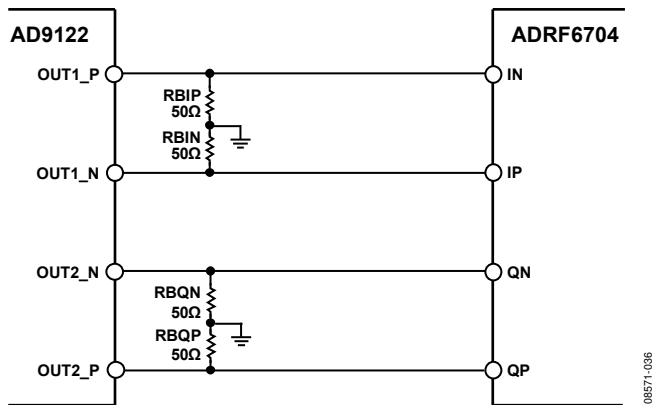 AD9122
ADRF6704
OUT1_P
IN
RBIP
50Ω
RBIN
50Ω
OUT1_N
IP
OUT2_N
QN
RBQN
50Ω
RBQP
50Ω
OUT2_P
QP
08571-036